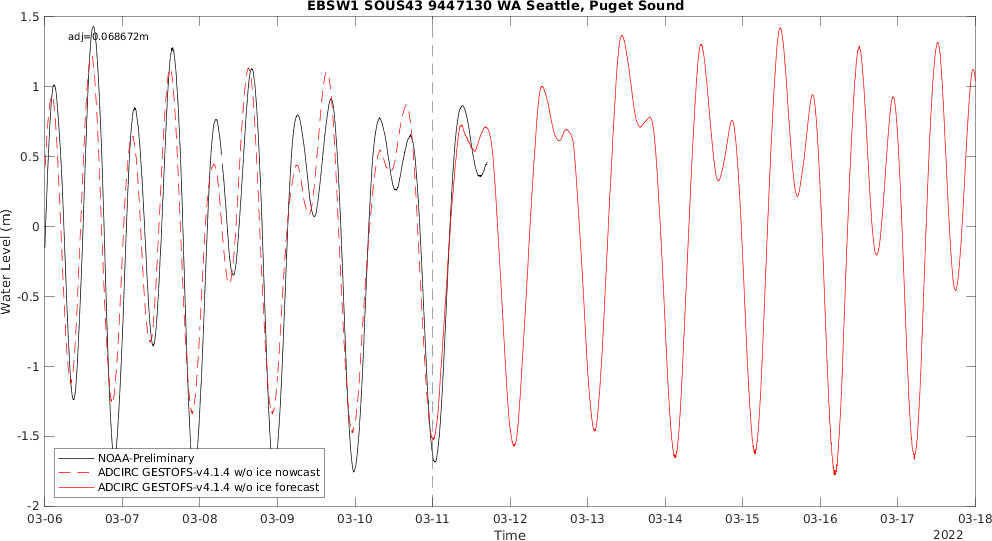 EBSW1 SOUS43 9447130 WA Seattle, Puget Sound
adj=0.068672m
Water Level (m)
1.5
1
0.5
0
-0.5
-1
-1.5
-2
NOAA-Preliminary
ADCIRC GESTOFS-v4.1.4 w/o ice nowcast
ADCIRC GESTOFS-v4.1.4 w/o ice forecast
03-06 03-07 03-08 03-09 03-10 03-11 03-12 03-13 03-14 03-15 03-16 03-17 03-18
Time
2022